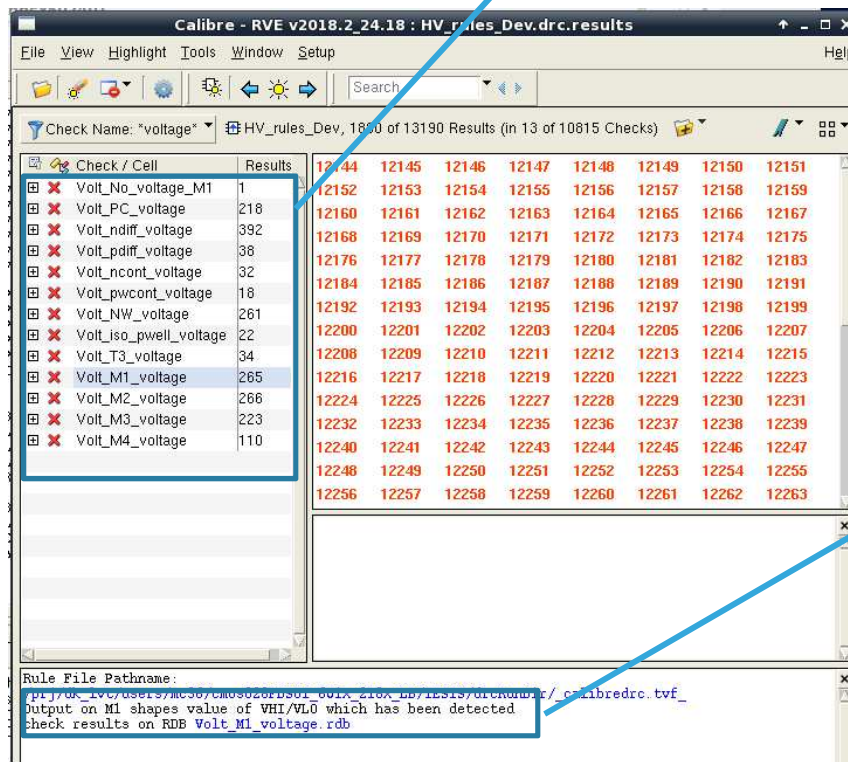 Calibre - RVE v2018.2_24.18 : HV_rules_Dev.drc.results
File View Highlight Tools Window Setup Help
Search
Check Name: *voltage* HV_rules_Dev, 1880 of 13190 Results (in 13 of 10815 Checks)
Check / Cell Results
Volt_No_voltage_M1 1
Volt_PC_voltage 218
Volt_ndiff_voltage 392
Volt_pdiff_voltage 38
Volt_ncont_voltage 32
Volt_pwcont_voltage 18
Volt_NW_voltage 261
Volt_iso_pwell_voltage 22
Volt_T3_voltage 34
Volt_M1_voltage 265
Volt_M2_voltage 266
Volt_M3_voltage 223
Volt_M4_voltage 110
12144 12145 12146 12147 12148 12149 12150 12151
12152 12153 12154 12155 12156 12157 12158 12159
12160 12161 12162 12163 12164 12165 12166 12167
12168 12169 12170 12171 12172 12173 12174 12175
12176 12177 12178 12179 12180 12181 12182 12183
12184 12185 12186 12187 12188 12189 12190 12191
12192 12193 12194 12195 12196 12197 12198 12199
12200 12201 12202 12203 12204 12205 12206 12207
12208 12209 12210 12211 12212 12213 12214 12215
12216 12217 12218 12219 12220 12221 12222 12223
12224 12225 12226 12227 12228 12229 12230 12231
12232 12233 12234 12235 12236 12237 12238 12239
12240 12241 12242 12243 12244 12245 12246 12247
12248 12249 12250 12251 12252 12253 12254 12255
12256 12257 12258 12259 12260 12261 12262 12263
Rule File Pathname:
_calibredrc.tvf_
Output on M1 shapes value of VHI/VLO which has been detected
check results on RDB Volt_M1_voltage.rdb